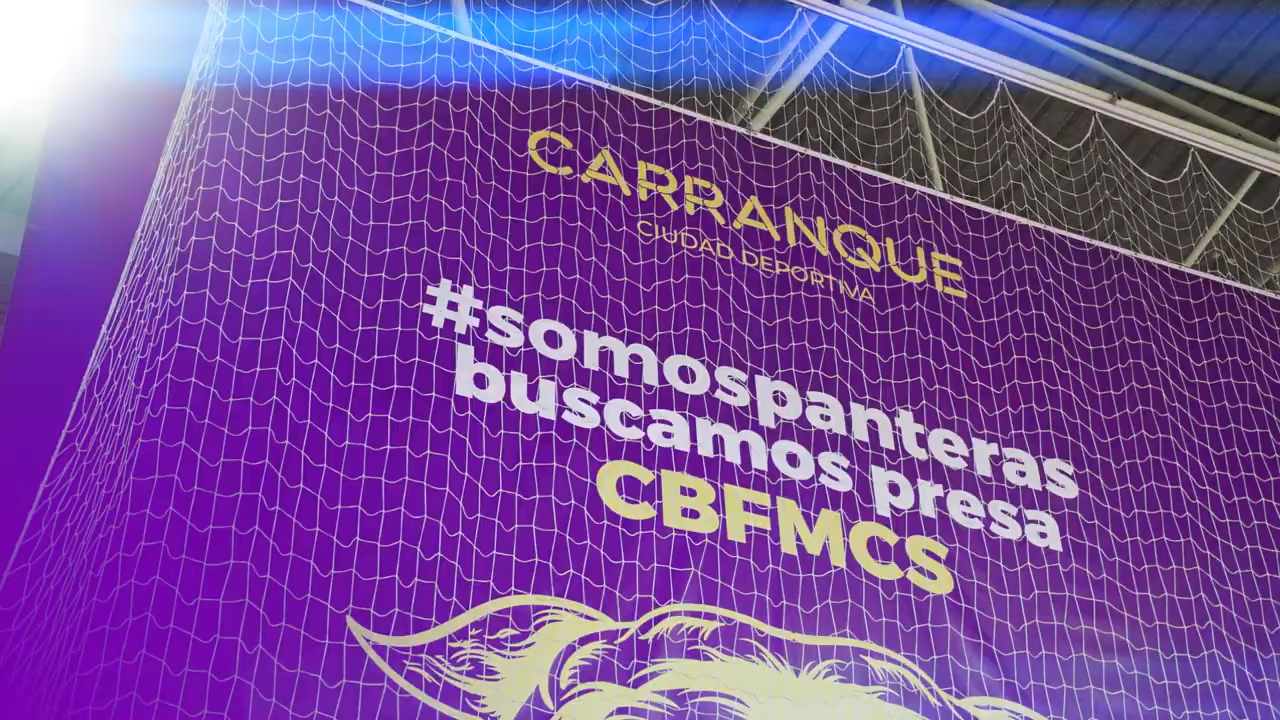 CARRANQUE
CIUDAD DEPORTIVA
#somospanteras
buscamos presa
CBFMCS